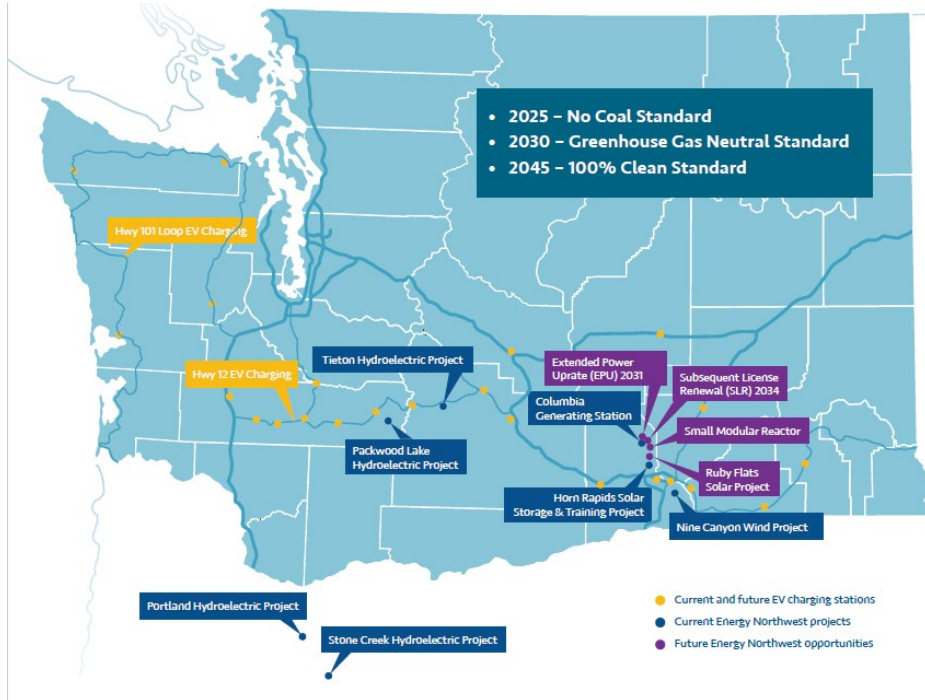 • 2025 – No Coal Standard
• 2030 – Greenhouse Gas Neutral Standard
• 2045 – 100% Clean Standard
Hwy 101 Loop EV Charging
Tieton Hydroelectric Project
Hwy 12 EV Charging
Extended Power
Uprate (EPU) 2031
Subsequent License
Renewal (SLR) 2034
Columbia
Generating Station
Small Modular Reactor
Packwood Lake
Hydroelectric Project
Ruby Flats
Solar Project
Horn Rapids Solar
Storage & Training Project
Nine Canyon Wind Project
Portland Hydroelectric Project
Stone Creek Hydroelectric Project
Current and future EV charging stations
Current Energy Northwest projects
Future Energy Northwest opportunities